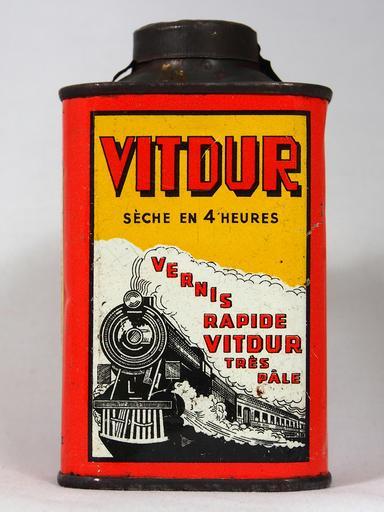 VITDUR
SÈCHE EN 4 HEURES
VERNIS
RAPIDE
VITDUR
TRÈS
PÂLE